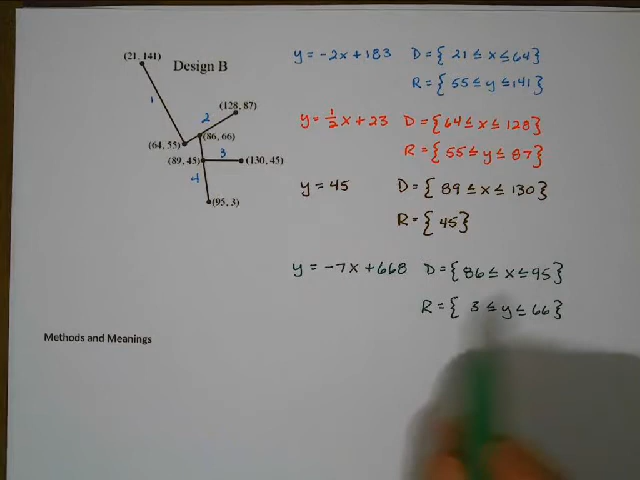 (21, 141)
Design B
1
2
(128, 87)
(86, 66)
(64, 55)
3
(89, 45)
(130, 45)
4
(95, 3)
y = -2x + 183 D = { 21 ≤ x ≤ 64}
R = { 55 ≤ y ≤ 141}
y = 1/2 x + 23 D = {64 ≤ x ≤ 128}
R = {55 ≤ y ≤ 87}
y = 45 D = { 89 ≤ x ≤ 130}
R = { 45}
y = -7x + 668 D = {86 ≤ x ≤ 95}
R = { 3 ≤ y ≤ 66}
Methods and Meanings